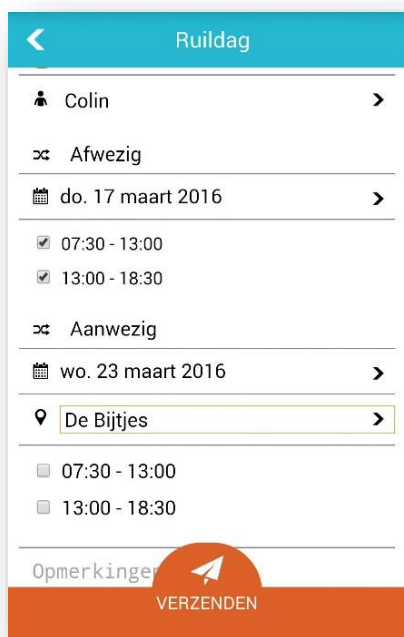 Ruildag
Colin
Afwezig
do. 17 maart 2016
07:30 - 13:00
13:00 - 18:30
Aanwezig
wo. 23 maart 2016
De Bijtjes
07:30 - 13:00
13:00 - 18:30
Opmerkingen
VERZENDEN